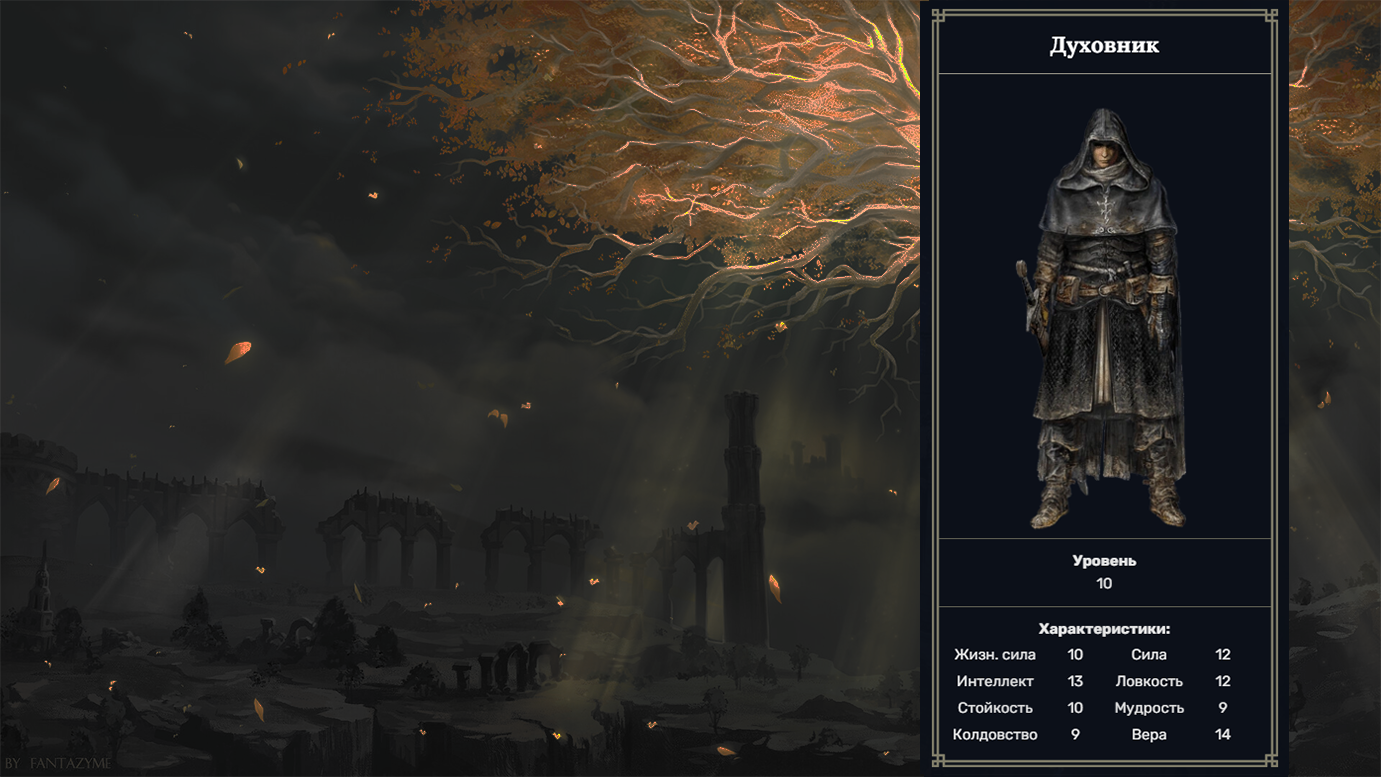 Духовник
Уровень
10
Характеристики:
Жизн. сила 10 Сила 12
Интеллект 13 Ловкость 12
Стойкость 10 Мудрость 9
Колдовство 9 Вера 14
BY FANTAZYME